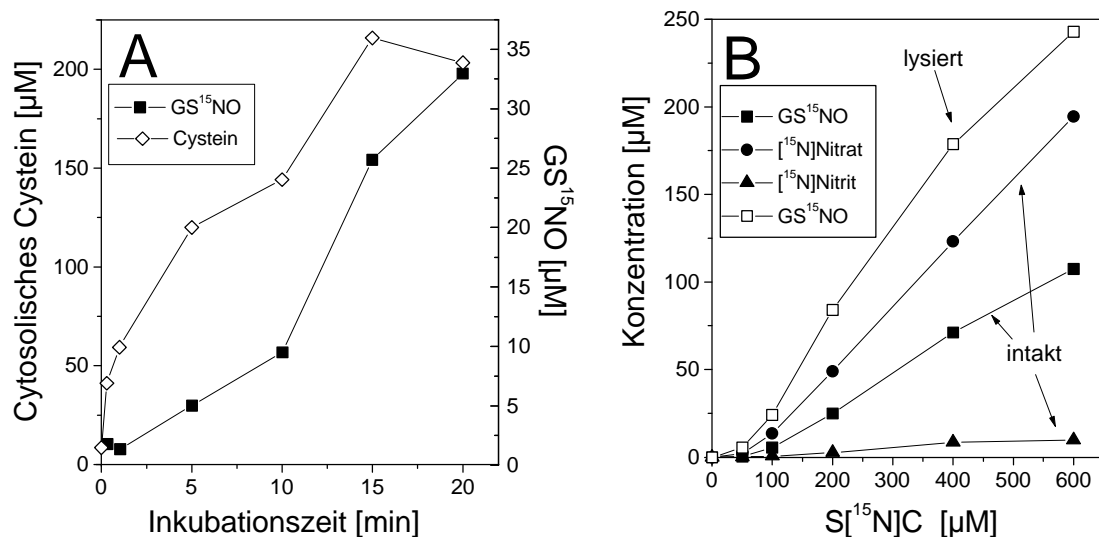 A
GS¹⁵NO
Cystein
Cytosolisches Cystein [µM]
200
150
100
50
0
GS¹⁵NO [µM]
35
30
25
20
15
10
5
0
0 5 10 15 20
Inkubationszeit [min]
B
lysiert
GS¹⁵NO
[¹⁵N]Nitrat
[¹⁵N]Nitrit
GS¹⁵NO
intakt
Konzentration [µM]
250
200
150
100
50
0
0 100 200 300 400 500 600
S[¹⁵N]C [µM]